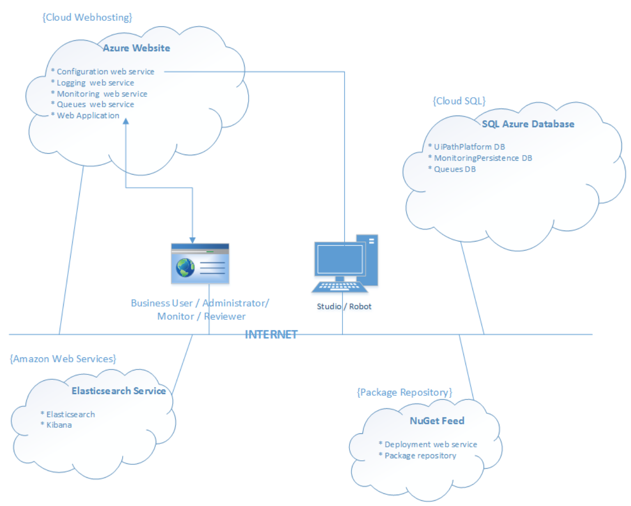 {Cloud Webhosting}
Azure Website
* Configuration web service
* Logging web service
* Monitoring web service
* Queues web service
* Web Application
{Cloud SQL}
SQL Azure Database
* UiPathPlatform DB
* MonitoringPersistence DB
* Queues DB
Business User / Administrator/
Monitor / Reviewer
Studio / Robot
INTERNET
{Amazon Web Services}
Elasticsearch Service
* Elasticsearch
* Kibana
{Package Repository}
NuGet Feed
* Deployment web service
* Package repository